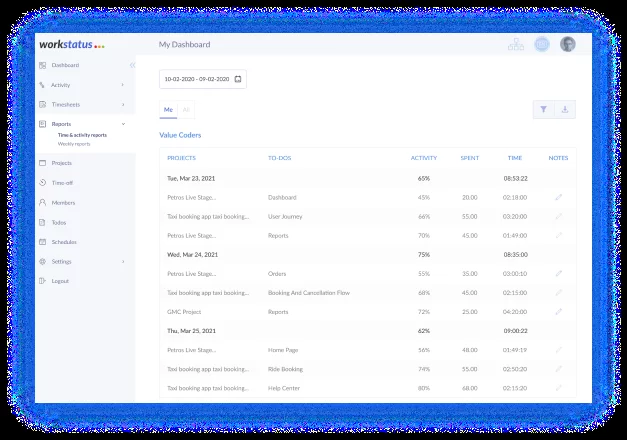 workstatus
My Dashboard
Dashboard
Activity
Timesheets
Reports
Time & activity reports
Weekly reports
Projects
Time-off
Members
Todos
Schedules
Settings
Logout
10-02-2020 - 09-02-2020
Me All
Value Coders
PROJECTS TO-DOS ACTIVITY SPENT TIME NOTES
Tue, Mar 23, 2021 65% 08:53:22
Petros Live Stage... Dashboard 45% 20.00 02:18:00
Taxi booking app taxi booking... User Journey 66% 55.00 03:20:00
Petros Live Stage... Reports 70% 45.00 01:49:00
Wed, Mar 24, 2021 75% 08:35:00
Petros Live Stage... Orders 55% 35.00 03:00:10
Taxi booking app taxi booking... Booking And Cancellation Flow 68% 45.00 02:15:00
GMC Project Reports 72% 25.00 04:20:00
Thu, Mar 25, 2021 62% 09:00:22
Petros Live Stage... Home Page 56% 48.00 01:49:19
Taxi booking app taxi booking... Ride Booking 74% 55.00 02:50:20
Taxi booking app taxi booking... Help Center 80% 68.00 02:15:20